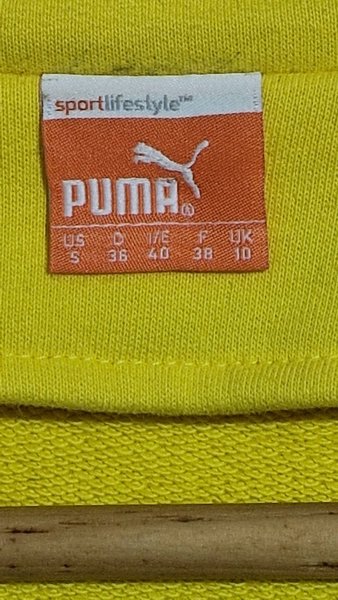 sportlifestyle™
PUMA®
US D I/E F UK
S 36 40 38 10